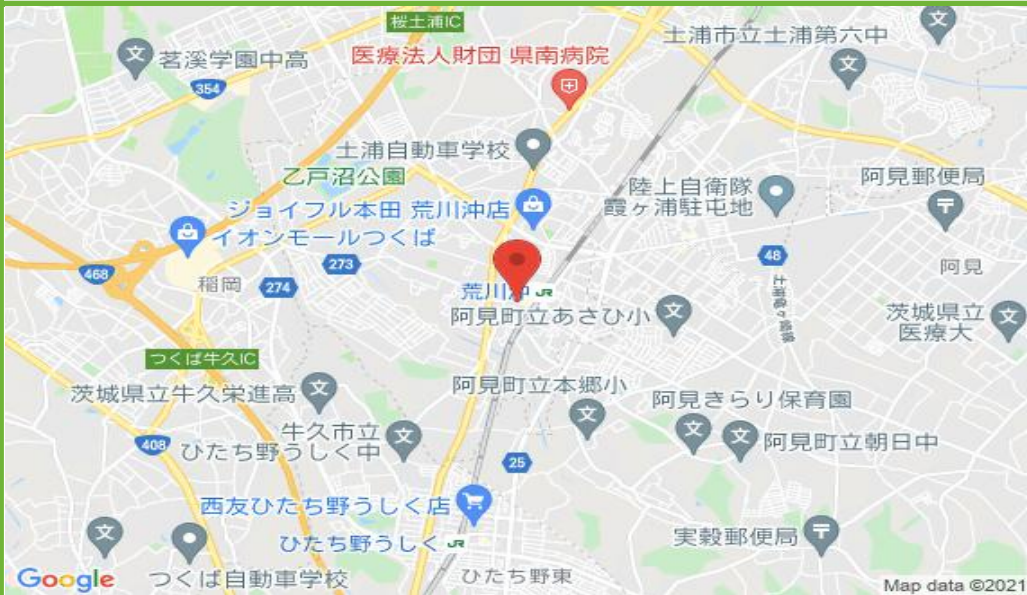 桜土浦IC
茗溪学園中高
医療法人財団 県南病院
土浦市立土浦第六中
354
土浦自動車学校
乙戸沼公園
陸上自衛隊
霞ヶ浦駐屯地
阿見郵便局
ジョイフル本田 荒川沖店
イオンモールつくば
468
稲岡
273
274
48
阿見
荒川沖 JR
阿見町立あさひ小
茨城県立
医療大
つくば牛久IC
茨城県立牛久栄進高
阿見町立本郷小
阿見きらり保育園
408
牛久市立
ひたち野うしく中
阿見町立朝日中
25
西友ひたち野うしく店
ひたち野うしく JR
実穀郵便局
Google
つくば自動車学校
ひたち野東
Map data ©2021